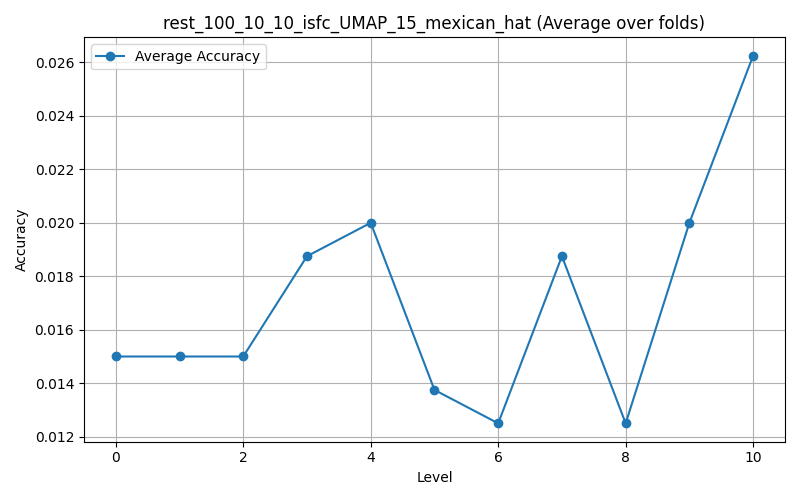 rest_100_10_10_isfc_UMAP_15_mexican_hat (Average over folds)
Average Accuracy
0.026
0.024
0.022
0.020
0.018
0.016
0.014
0.012
Accuracy
0 2 4 6 8 10
Level